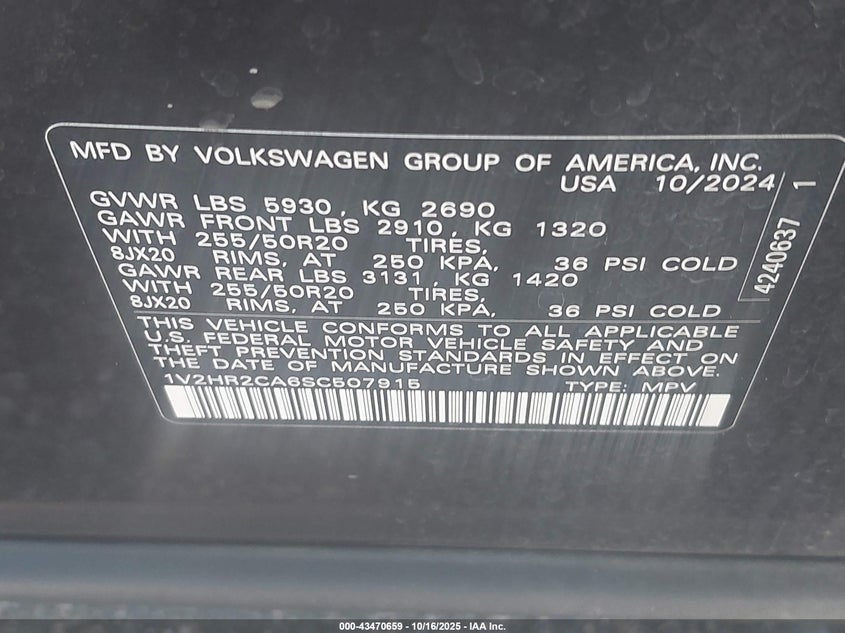 MFD BY VOLKSWAGEN GROUP OF AMERICA, INC.
USA 10/2024
GVWR LBS 5930, KG 2690
GAWR FRONT LBS 2910, KG 1320
WITH 255/50R20 TIRES,
8JX20 RIMS, AT 250 KPA, 36 PSI COLD
GAWR REAR LBS 3131, KG 1420
WITH 255/50R20 TIRES,
8JX20 RIMS, AT 250 KPA, 36 PSI COLD
4240637 1
THIS VEHICLE CONFORMS TO ALL APPLICABLE
U.S. FEDERAL MOTOR VEHICLE SAFETY AND
THEFT PREVENTION STANDARDS IN EFFECT ON
THE DATE OF MANUFACTURE SHOWN ABOVE.
1V2HR2CA6SC507915 TYPE: MPV
000-43470659 - 10/16/2025 - IAA Inc.